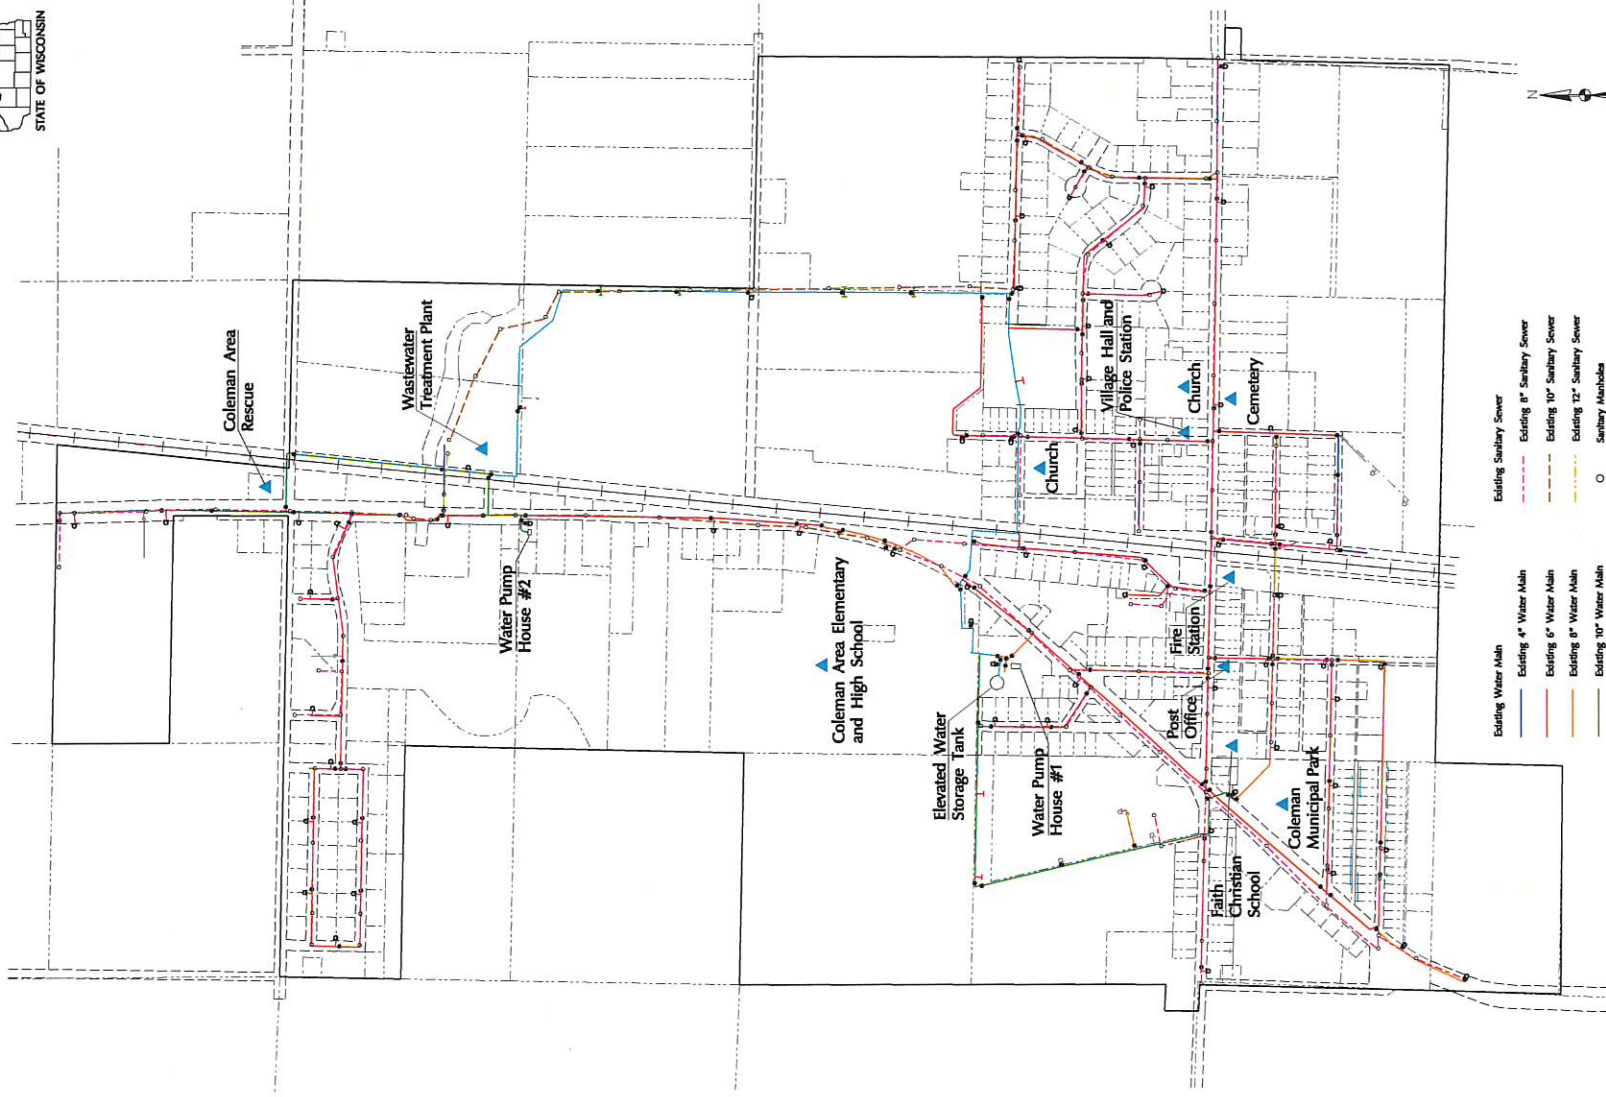 STATE OF WISCONSIN
Coleman Area
Rescue
Wastewater
Treatment Plant
Water Pump
House #2
Coleman Area Elementary
and High School
Elevated Water
Storage Tank
Water Pump
House #1
Church
Village Hall and
Police Station
Church
Cemetery
Fire
Station
Post
Office
Faith
Christian
School
Coleman
Municipal Park
N
Existing Sanitary Sewer
Existing 8" Sanitary Sewer
Existing 10" Sanitary Sewer
Existing 12" Sanitary Sewer
Sanitary Manholes
Existing Water Main
Existing 4" Water Main
Existing 6" Water Main
Existing 8" Water Main
Existing 10" Water Main